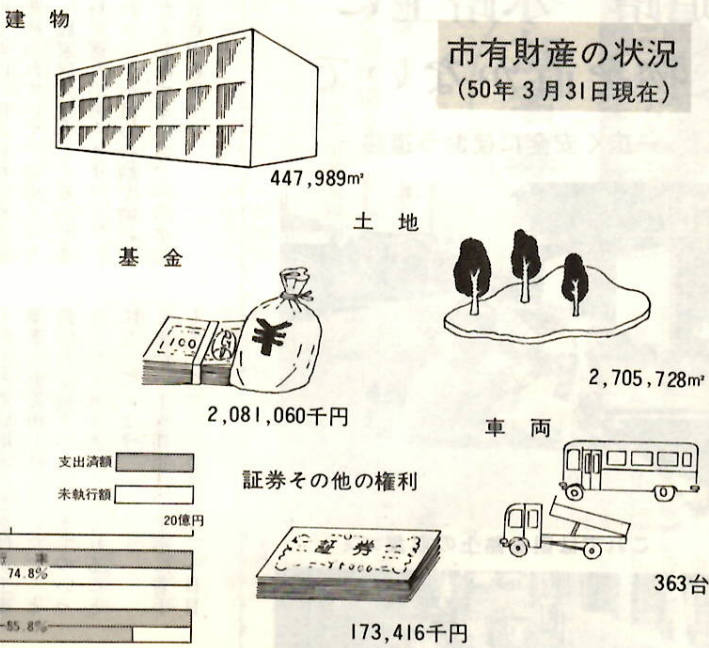 建物
市有財産の状況
(50年3月31日現在)
447,989m²
土地
基金
2,705,728m²
2,081,060千円
車両
支出済額
未執行額
20億円
証券その他の権利
74.8%
85.8%
証券
100
¥
363台
173,416千円